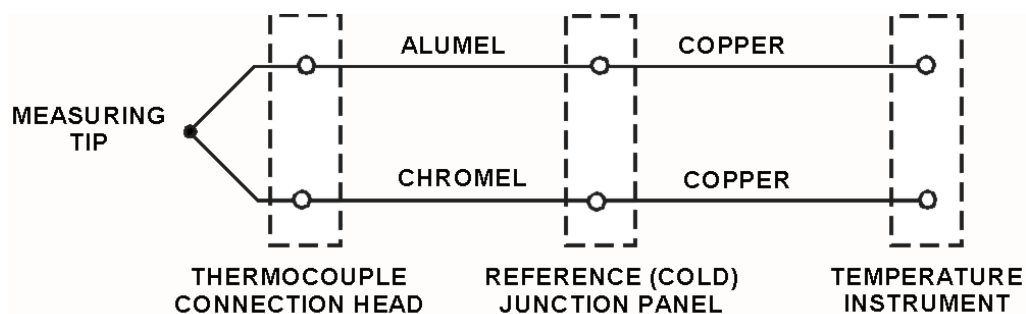 ALUMEL
COPPER
MEASURING
TIP
CHROMEL
COPPER
THERMOCOUPLE
CONNECTION HEAD
REFERENCE (COLD)
JUNCTION PANEL
TEMPERATURE
INSTRUMENT